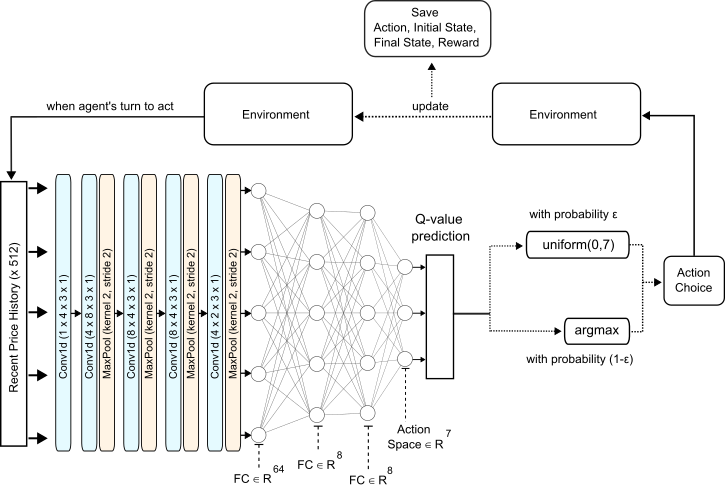 Save
Action, Initial State,
Final State, Reward
when agent's turn to act
Environment
update
Environment
Recent Price History (x 512)
Conv1d (1 x 4 x 3 x 1)
Conv1d (4 x 8 x 3 x 1)
MaxPool (kernel 2, stride 2)
Conv1d (8 x 4 x 3 x 1)
MaxPool (kernel 2, stride 2)
Conv1d (8 x 4 x 3 x 1)
MaxPool (kernel 2, stride 2)
Conv1d (4 x 2 x 3 x 1)
MaxPool (kernel 2, stride 2)
Q-value
prediction
with probability ε
uniform(0,7)
argmax
with probability (1-ε)
Action
Choice
FC ∈ R^64
FC ∈ R^8
FC ∈ R^8
Action
Space ∈ R^7